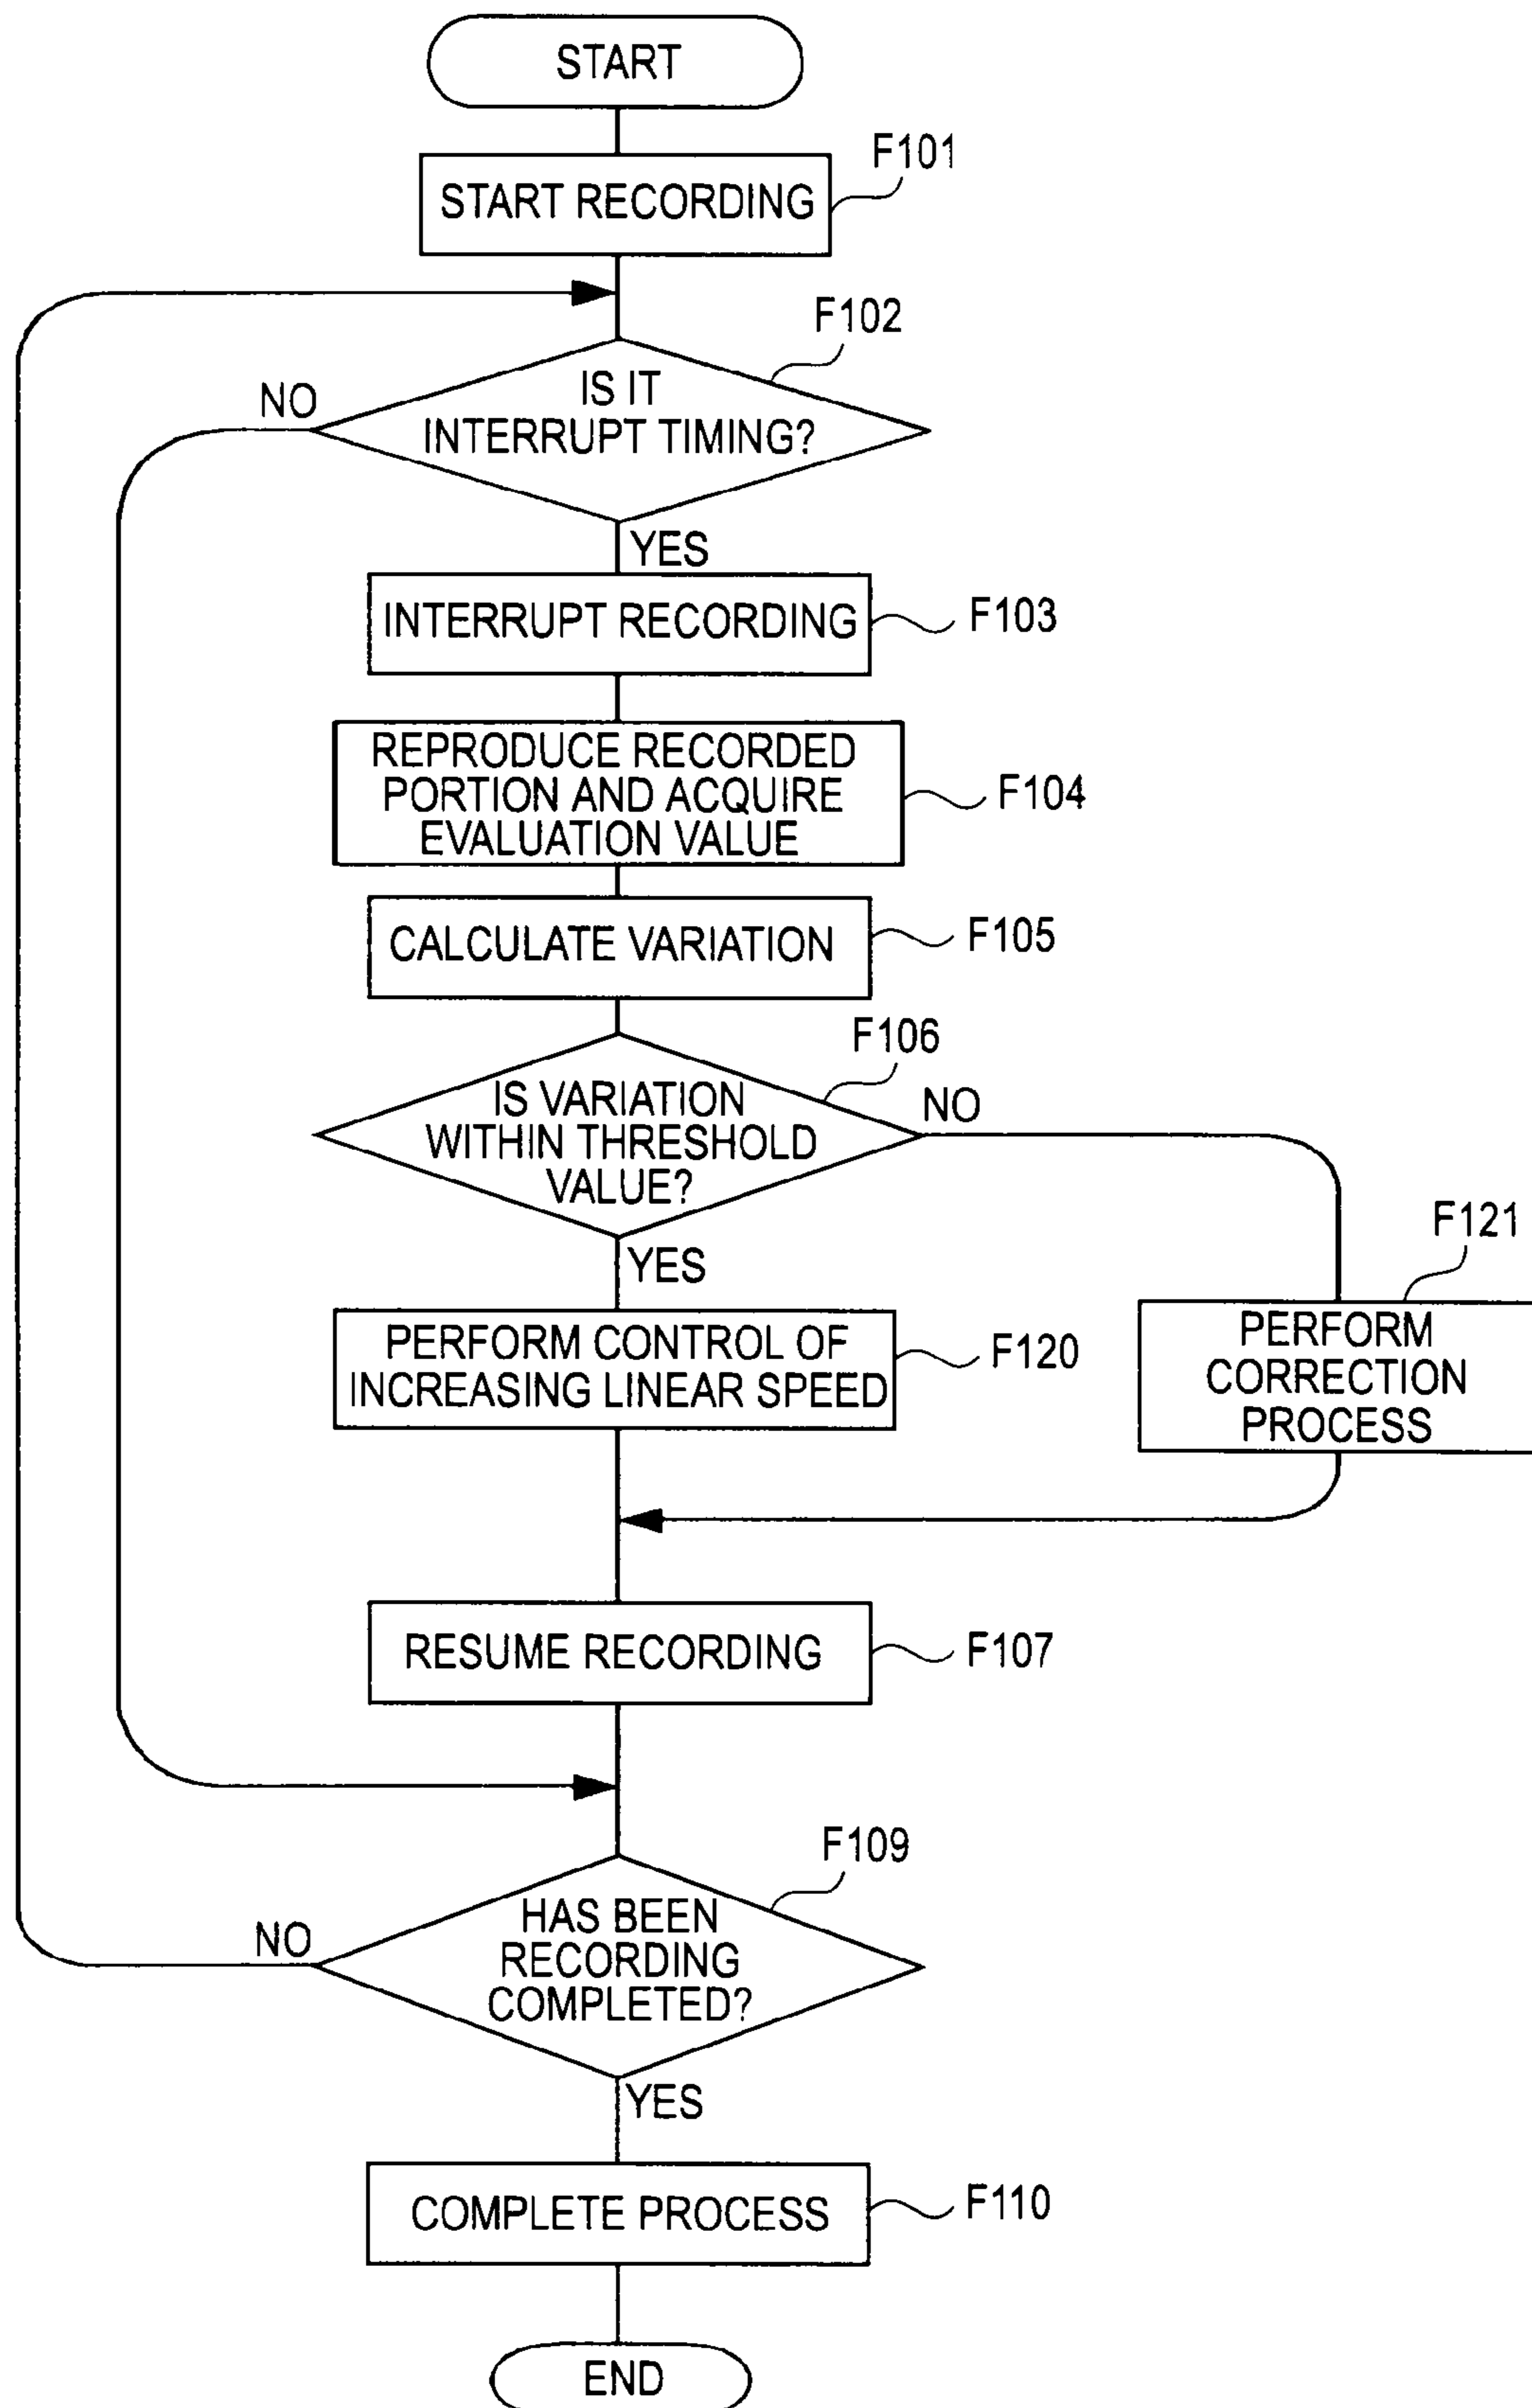 START
F101
START RECORDING
F102
NO
IS IT
INTERRUPT TIMING?
YES
INTERRUPT RECORDING
F103
REPRODUCE RECORDED
PORTION AND ACQUIRE
EVALUATION VALUE
F104
CALCULATE VARIATION
F105
F106
IS VARIATION
WITHIN THRESHOLD
VALUE?
NO
YES
F121
PERFORM CONTROL OF
INCREASING LINEAR SPEED
F120
PERFORM
CORRECTION
PROCESS
RESUME RECORDING
F107
F109
NO
HAS BEEN
RECORDING
COMPLETED?
YES
COMPLETE PROCESS
F110
END